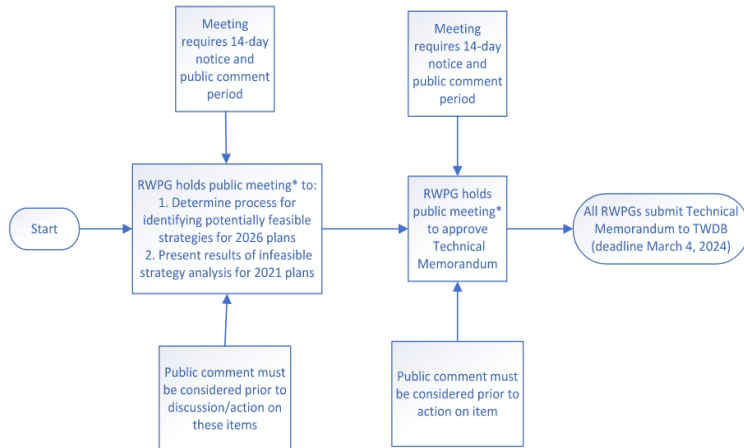 Meeting
requires 14-day
notice and
public comment
period
Meeting
requires 14-day
notice and
public comment
period
Start
RWPG holds public meeting* to:
1. Determine process for
identifying potentially feasible
strategies for 2026 plans
2. Present results of infeasible
strategy analysis for 2021 plans
RWPG holds
public meeting*
to approve
Technical
Memorandum
All RWPGs submit Technical
Memorandum to TWDB
(deadline March 4, 2024)
Public comment must
be considered prior to
discussion/action on
these items
Public comment must
be considered prior to
action on item